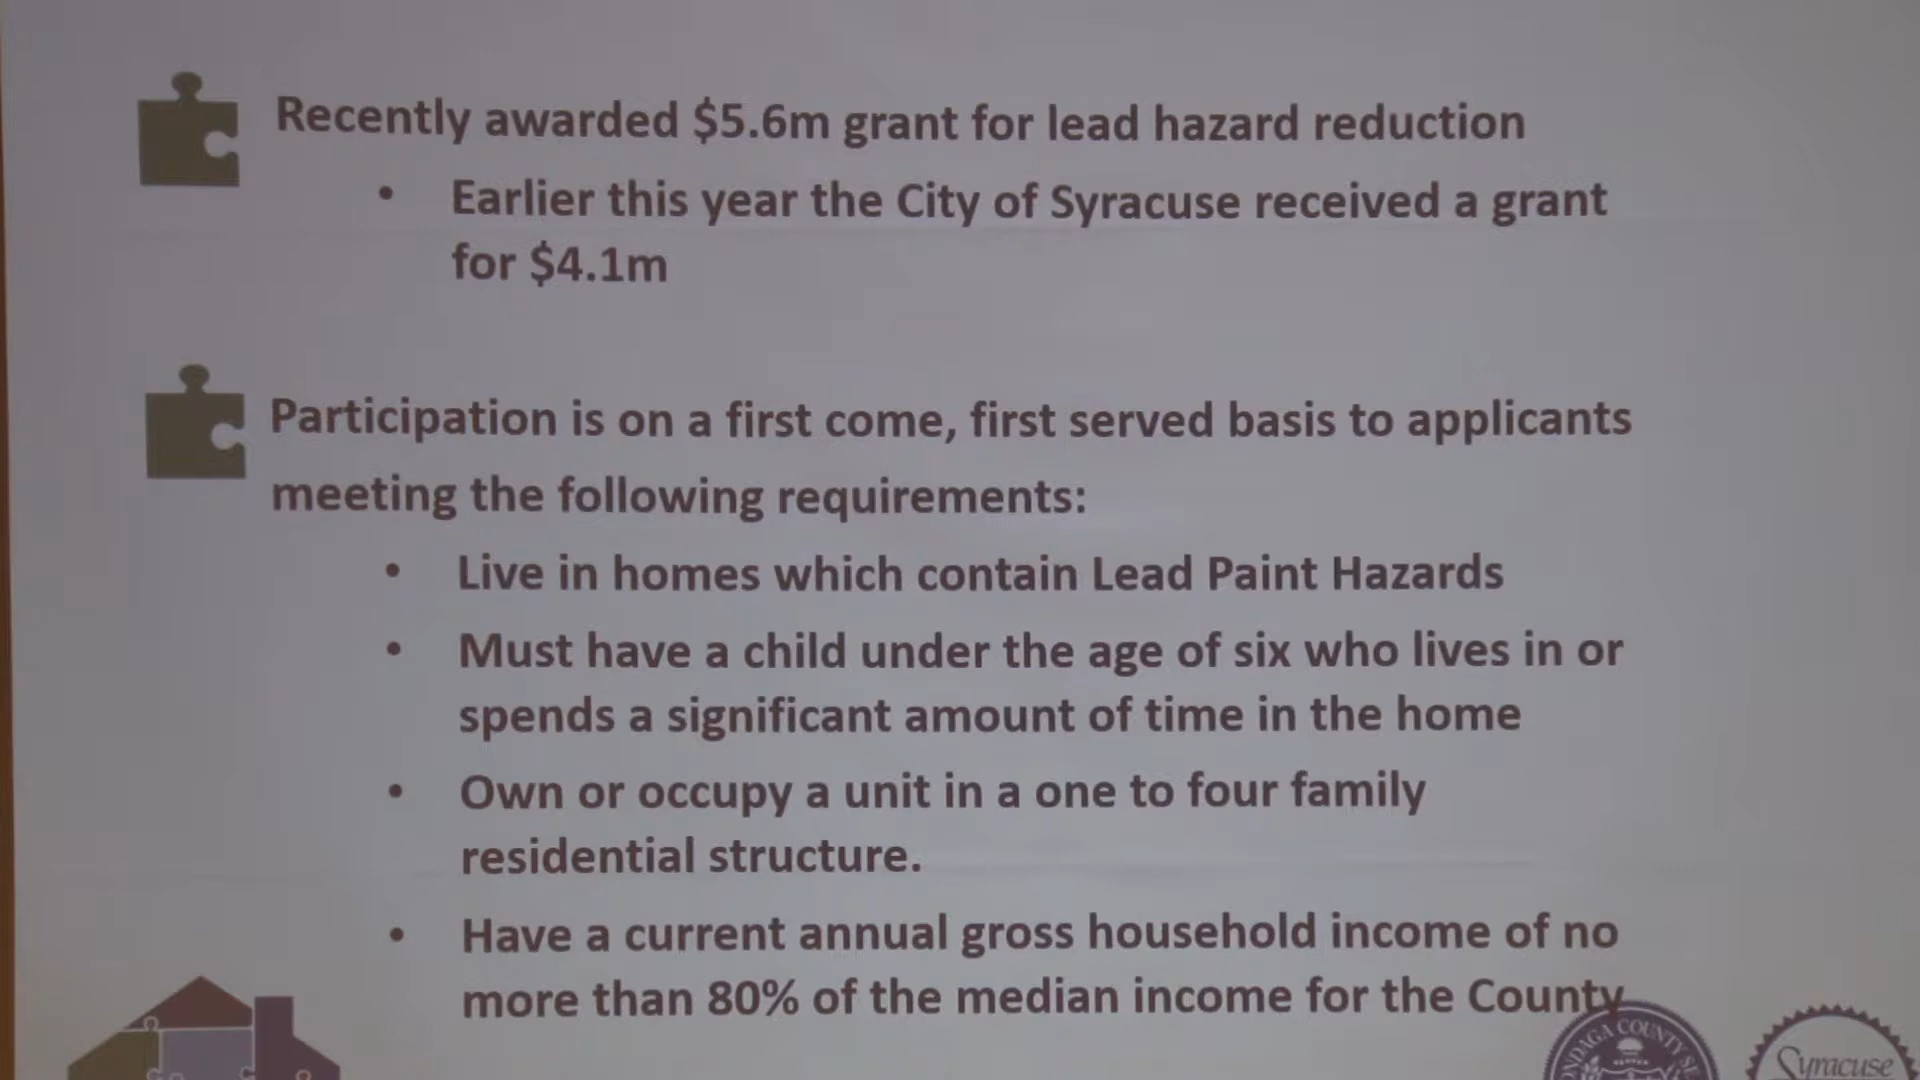 Recently awarded $5.6m grant for lead hazard reduction
• Earlier this year the City of Syracuse received a grant
for $4.1m
Participation is on a first come, first served basis to applicants
meeting the following requirements:
• Live in homes which contain Lead Paint Hazards
• Must have a child under the age of six who lives in or
spends a significant amount of time in the home
• Own or occupy a unit in a one to four family
residential structure.
• Have a current annual gross household income of no
more than 80% of the median income for the County
COUNTY
Syracuse